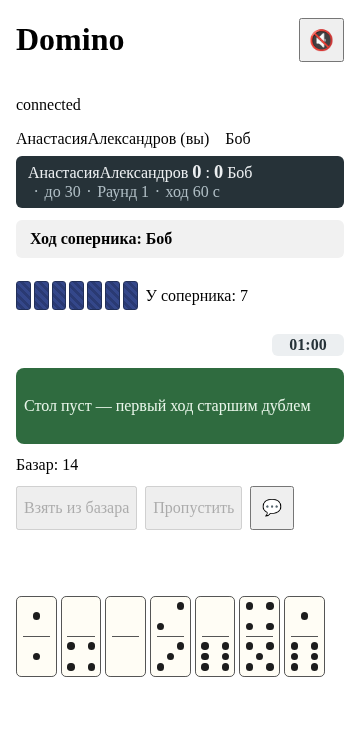 Domino
connected
АнастасияАлександров (вы) Боб
АнастасияАлександров 0 : 0 Боб
· до 30 · Раунд 1 · ход 60 с
Ход соперника: Боб
У соперника: 7
01:00
Стол пуст — первый ход старшим дублем
Базар: 14
Взять из базара Пропустить